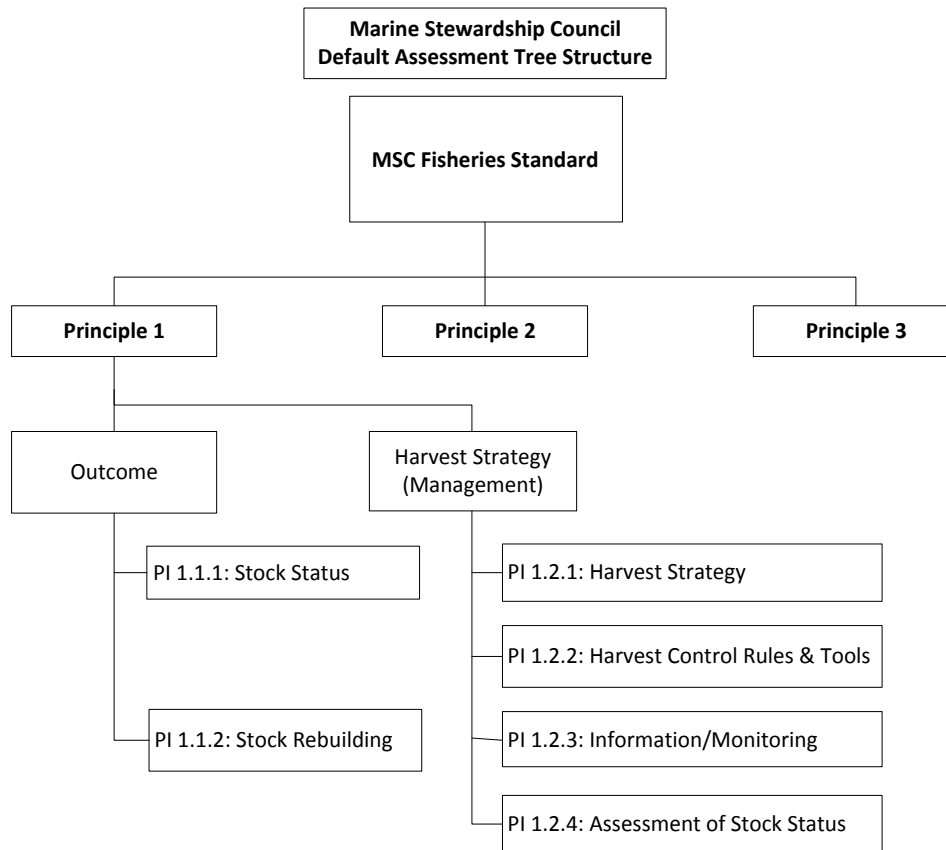 Marine Stewardship Council
Default Assessment Tree Structure
MSC Fisheries Standard
Principle 1
Principle 2
Principle 3
Outcome
Harvest Strategy
(Management)
PI 1.1.1: Stock Status
PI 1.1.2: Stock Rebuilding
PI 1.2.1: Harvest Strategy
PI 1.2.2: Harvest Control Rules & Tools
PI 1.2.3: Information/Monitoring
PI 1.2.4: Assessment of Stock Status